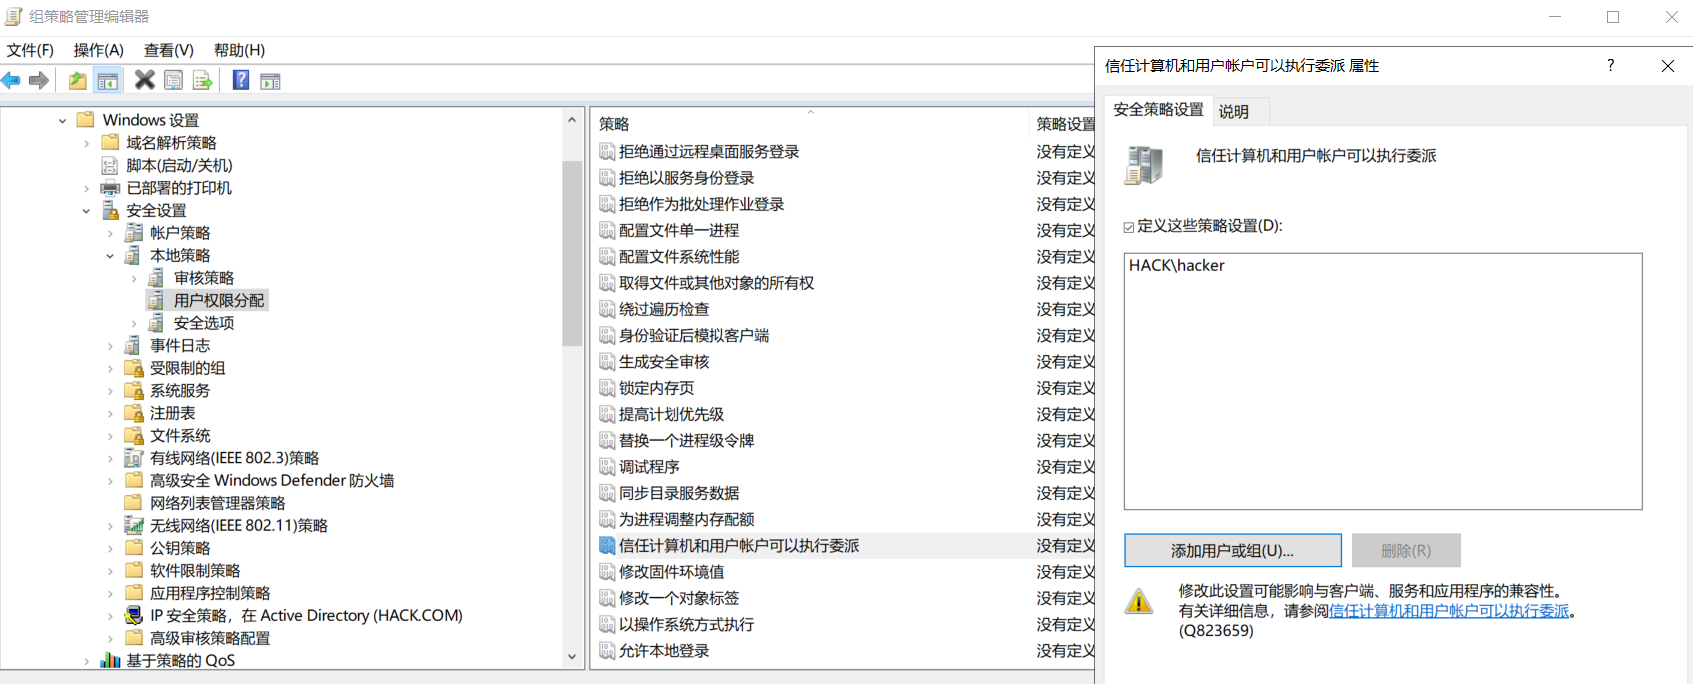 组策略管理编辑器
文件(F) 操作(A) 查看(V) 帮助(H)
Windows 设置
域名解析策略
脚本(启动/关机)
已部署的打印机
安全设置
帐户策略
本地策略
审核策略
用户权限分配
安全选项
事件日志
受限制的组
系统服务
注册表
文件系统
有线网络(IEEE 802.3)策略
高级安全 Windows Defender 防火墙
网络列表管理器策略
无线网络(IEEE 802.11)策略
公钥策略
软件限制策略
应用程序控制策略
IP 安全策略，在 Active Directory (HACK.COM)
高级审核策略配置
基于策略的 QoS
策略 策略设置
拒绝通过远程桌面服务登录 没有定义
拒绝以服务身份登录 没有定义
拒绝作为批处理作业登录 没有定义
配置文件单一进程 没有定义
配置文件系统性能 没有定义
取得文件或其他对象的所有权 没有定义
绕过遍历检查 没有定义
身份验证后模拟客户端 没有定义
生成安全审核 没有定义
锁定内存页 没有定义
提高计划优先级 没有定义
替换一个进程级令牌 没有定义
调试程序 没有定义
同步目录服务数据 没有定义
为进程调整内存配额 没有定义
信任计算机和用户帐户可以执行委派 没有定义
修改固件环境值 没有定义
修改一个对象标签 没有定义
以操作系统方式执行 没有定义
允许本地登录 没有定义
信任计算机和用户帐户可以执行委派 属性
?
安全策略设置 说明
信任计算机和用户帐户可以执行委派
定义这些策略设置(D):
HACK\hacker
添加用户或组(U)... 删除(R)
修改此设置可能影响与客户端、服务和应用程序的兼容性。
有关详细信息，请参阅信任计算机和用户帐户可以执行委派。
(Q823659)